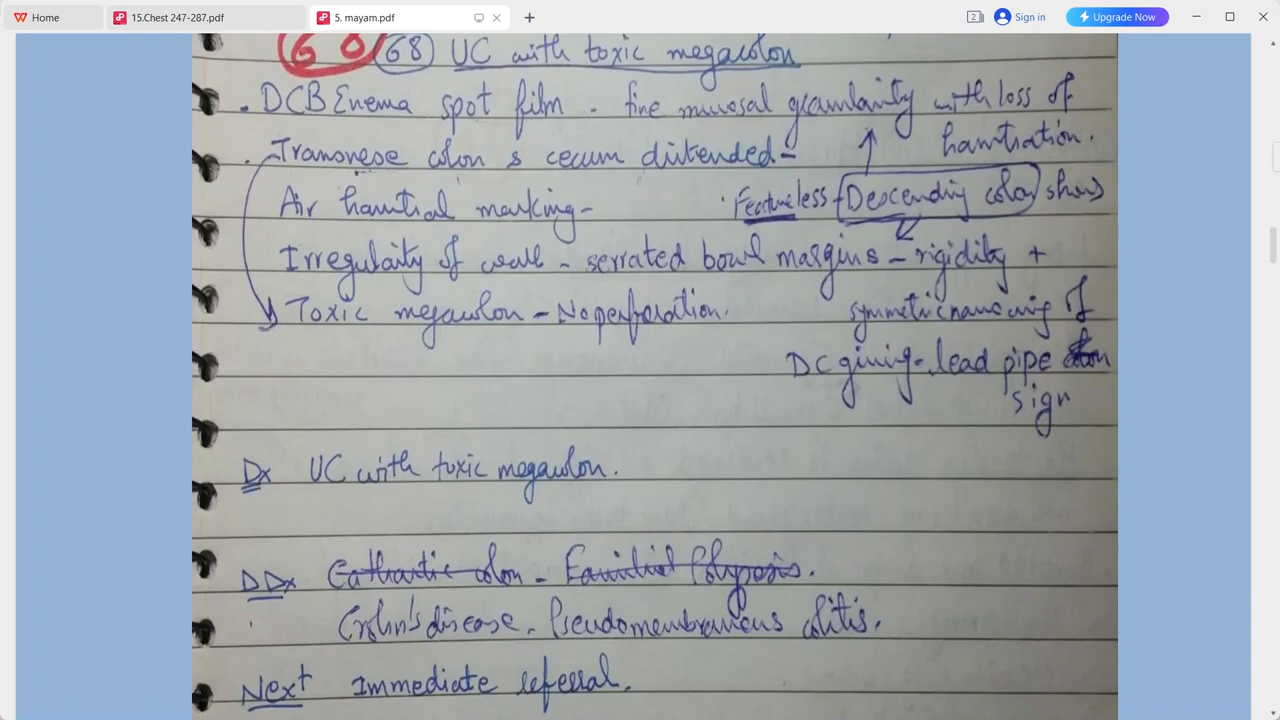 Home
15.Chest 247-287.pdf
5. mayam.pdf
2
Sign in
Upgrade Now
60 68 UC with toxic megacolon
. DCB Enema spot film - fine mucosal granularity with loss of
haustration.
. Transverse colon & cecum distended -
Air haustral marking -
. Featureless - Descending colon shows
Irregularity of wall - serrated bowel margins - rigidity +
Toxic megacolon - No perforation.
symmetric narrowing of
DC giving - lead pipe
sign
Dx UC with toxic megacolon.
DDx Cathartic colon - Familial Polyposis.
Crohn's disease. Pseudomembranous colitis.
Next Immediate referral.